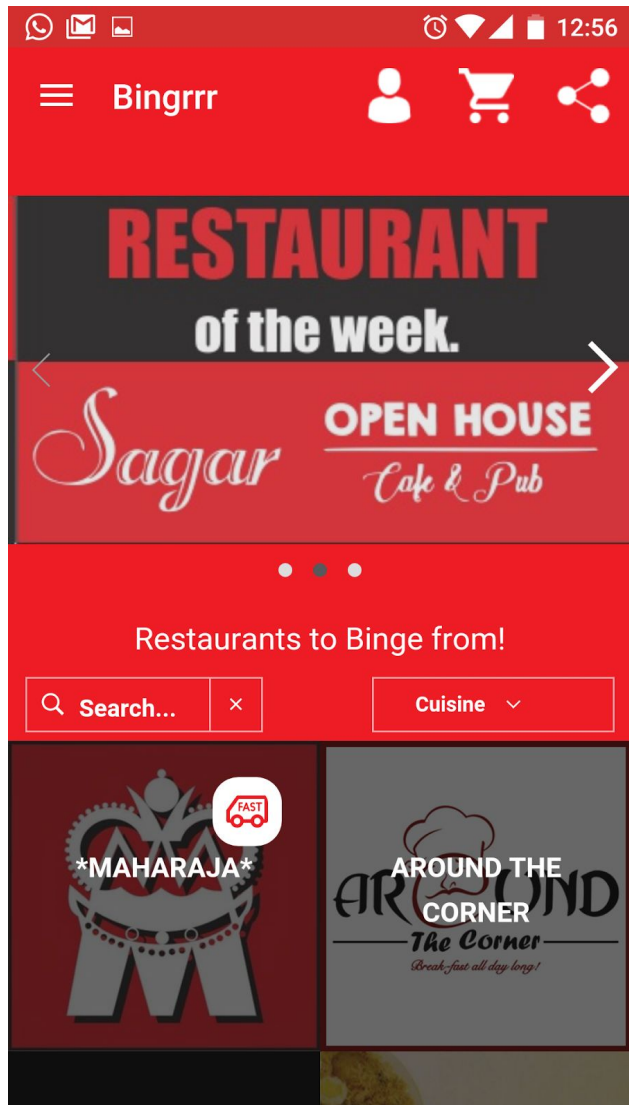 12:56
Bingrrr
RESTAURANT
of the week.
Sagar
OPEN HOUSE
Cafe & Pub
Restaurants to Binge from!
Search...
Cuisine
FAST
*MAHARAJA*
AROUND THE
CORNER
AROUND
The Corner
Break-fast all day long!